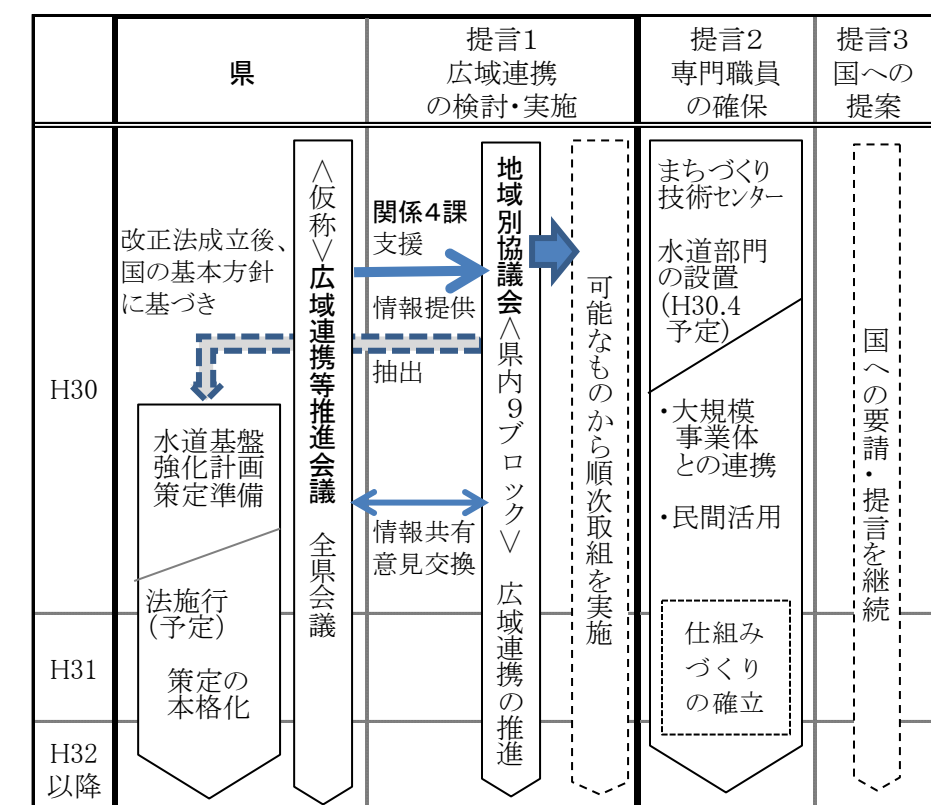 県
提言1
広域連携
の検討・実施
提言2
専門職員
の確保
提言3
国への
提案
H30
H31
H32
以降
改正法成立後、
国の基本方針
に基づき
水道基盤
強化計画
策定準備
法施行
(予定)
策定の
本格化
＜仮称＞広域連携等推進会議　全県会議
関係4課
支援
情報提供
抽出
情報共有
意見交換
地域別協議会＜県内9ブロック＞　広域連携の推進
可能なものから順次取組を実施
まちづくり
技術センター
水道部門
の設置
(H30.4
予定)
・大規模
事業体
との連携
・民間活用
仕組み
づくり
の確立
国への要請・提言を継続